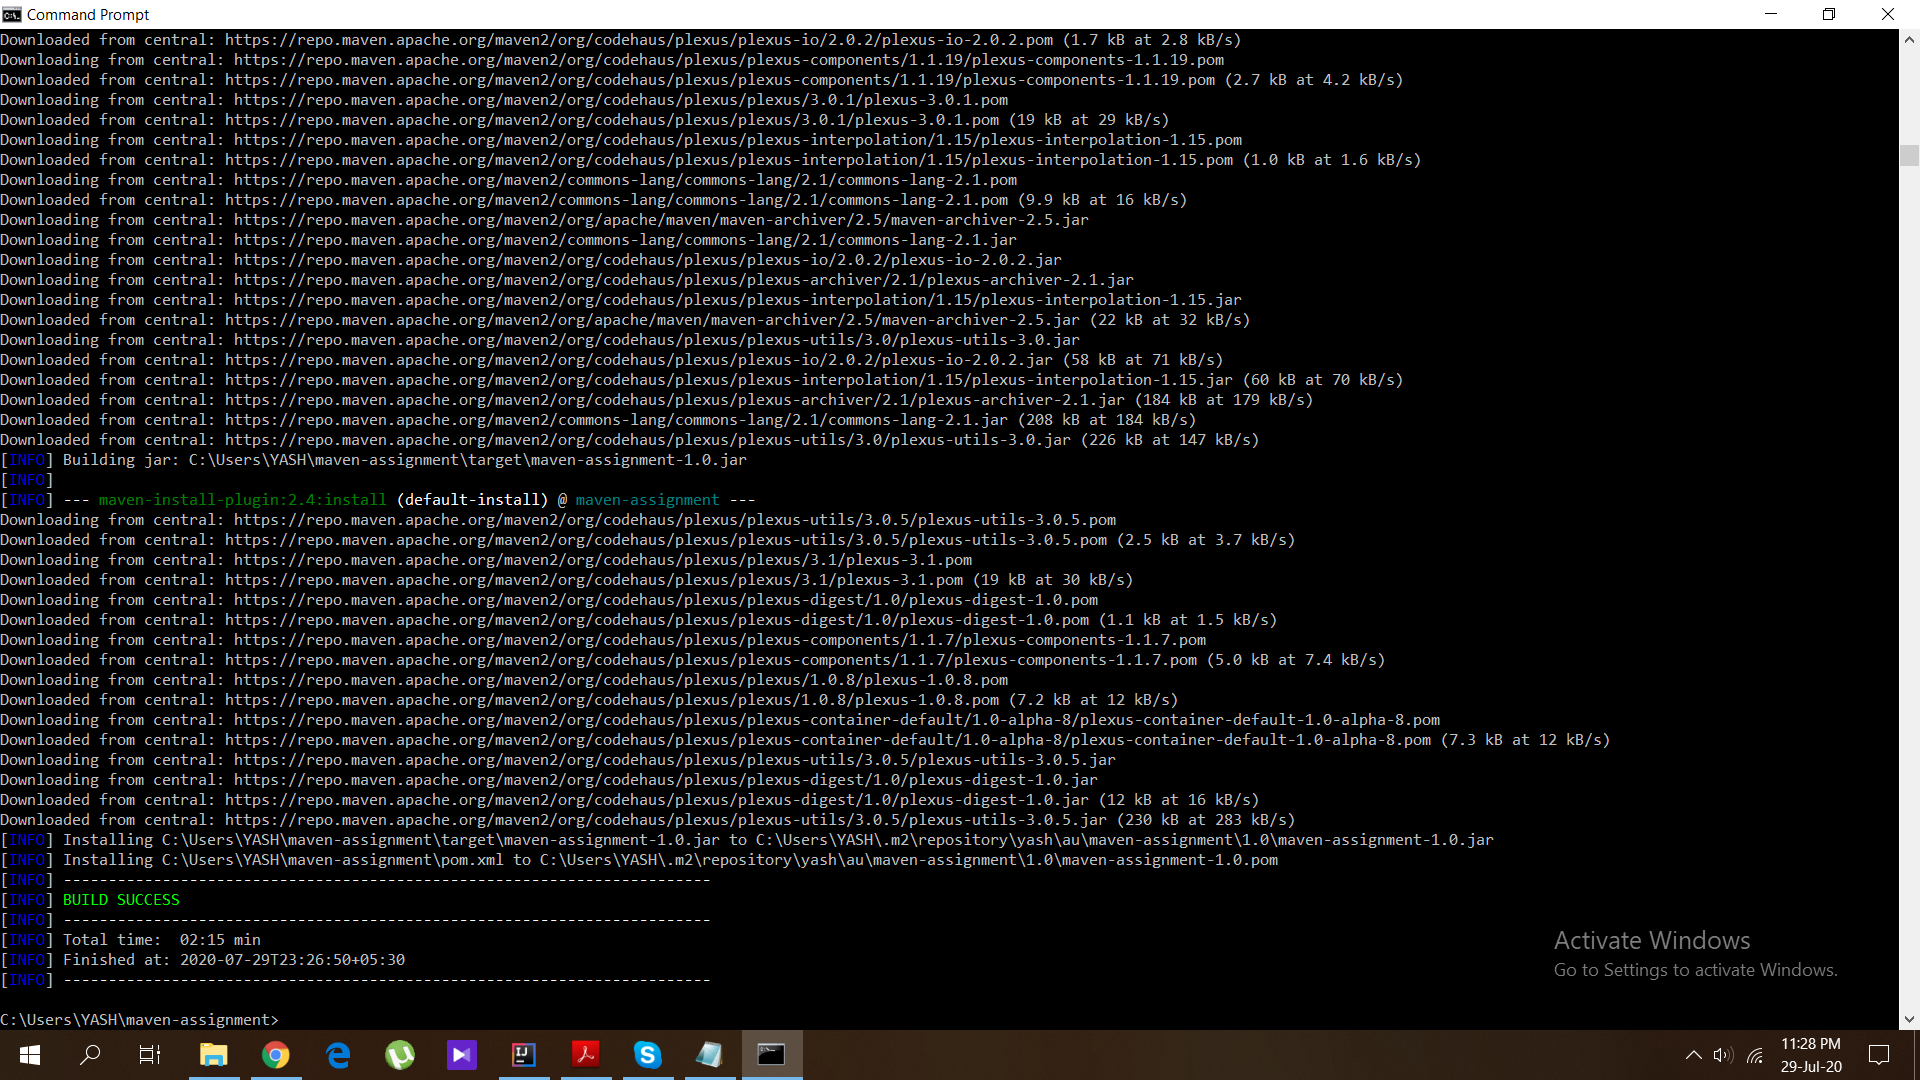 Command Prompt
Downloaded from central: https://repo.maven.apache.org/maven2/org/codehaus/plexus/plexus-io/2.0.2/plexus-io-2.0.2.pom (1.7 kB at 2.8 kB/s)
Downloading from central: https://repo.maven.apache.org/maven2/org/codehaus/plexus/plexus-components/1.1.19/plexus-components-1.1.19.pom
Downloaded from central: https://repo.maven.apache.org/maven2/org/codehaus/plexus/plexus-components/1.1.19/plexus-components-1.1.19.pom (2.7 kB at 4.2 kB/s)
Downloading from central: https://repo.maven.apache.org/maven2/org/codehaus/plexus/plexus/3.0.1/plexus-3.0.1.pom
Downloaded from central: https://repo.maven.apache.org/maven2/org/codehaus/plexus/plexus/3.0.1/plexus-3.0.1.pom (19 kB at 29 kB/s)
Downloading from central: https://repo.maven.apache.org/maven2/org/codehaus/plexus/plexus-interpolation/1.15/plexus-interpolation-1.15.pom
Downloaded from central: https://repo.maven.apache.org/maven2/org/codehaus/plexus/plexus-interpolation/1.15/plexus-interpolation-1.15.pom (1.0 kB at 1.6 kB/s)
Downloading from central: https://repo.maven.apache.org/maven2/commons-lang/commons-lang/2.1/commons-lang-2.1.pom
Downloaded from central: https://repo.maven.apache.org/maven2/commons-lang/commons-lang/2.1/commons-lang-2.1.pom (9.9 kB at 16 kB/s)
Downloading from central: https://repo.maven.apache.org/maven2/org/apache/maven/maven-archiver/2.5/maven-archiver-2.5.jar
Downloading from central: https://repo.maven.apache.org/maven2/commons-lang/commons-lang/2.1/commons-lang-2.1.jar
Downloading from central: https://repo.maven.apache.org/maven2/org/codehaus/plexus/plexus-io/2.0.2/plexus-io-2.0.2.jar
Downloading from central: https://repo.maven.apache.org/maven2/org/codehaus/plexus/plexus-archiver/2.1/plexus-archiver-2.1.jar
Downloading from central: https://repo.maven.apache.org/maven2/org/codehaus/plexus/plexus-interpolation/1.15/plexus-interpolation-1.15.jar
Downloaded from central: https://repo.maven.apache.org/maven2/org/apache/maven/maven-archiver/2.5/maven-archiver-2.5.jar (22 kB at 32 kB/s)
Downloading from central: https://repo.maven.apache.org/maven2/org/codehaus/plexus/plexus-utils/3.0/plexus-utils-3.0.jar
Downloaded from central: https://repo.maven.apache.org/maven2/org/codehaus/plexus/plexus-io/2.0.2/plexus-io-2.0.2.jar (58 kB at 71 kB/s)
Downloaded from central: https://repo.maven.apache.org/maven2/org/codehaus/plexus/plexus-interpolation/1.15/plexus-interpolation-1.15.jar (60 kB at 70 kB/s)
Downloaded from central: https://repo.maven.apache.org/maven2/org/codehaus/plexus/plexus-archiver/2.1/plexus-archiver-2.1.jar (184 kB at 179 kB/s)
Downloaded from central: https://repo.maven.apache.org/maven2/commons-lang/commons-lang/2.1/commons-lang-2.1.jar (208 kB at 184 kB/s)
Downloaded from central: https://repo.maven.apache.org/maven2/org/codehaus/plexus/plexus-utils/3.0/plexus-utils-3.0.jar (226 kB at 147 kB/s)
[INFO] Building jar: C:\Users\YASH\maven-assignment\target\maven-assignment-1.0.jar
[INFO]
[INFO] --- maven-install-plugin:2.4:install (default-install) @ maven-assignment ---
Downloading from central: https://repo.maven.apache.org/maven2/org/codehaus/plexus/plexus-utils/3.0.5/plexus-utils-3.0.5.pom
Downloaded from central: https://repo.maven.apache.org/maven2/org/codehaus/plexus/plexus-utils/3.0.5/plexus-utils-3.0.5.pom (2.5 kB at 3.7 kB/s)
Downloading from central: https://repo.maven.apache.org/maven2/org/codehaus/plexus/plexus/3.1/plexus-3.1.pom
Downloaded from central: https://repo.maven.apache.org/maven2/org/codehaus/plexus/plexus/3.1/plexus-3.1.pom (19 kB at 30 kB/s)
Downloading from central: https://repo.maven.apache.org/maven2/org/codehaus/plexus/plexus-digest/1.0/plexus-digest-1.0.pom
Downloaded from central: https://repo.maven.apache.org/maven2/org/codehaus/plexus/plexus-digest/1.0/plexus-digest-1.0.pom (1.1 kB at 1.5 kB/s)
Downloading from central: https://repo.maven.apache.org/maven2/org/codehaus/plexus/plexus-components/1.1.7/plexus-components-1.1.7.pom
Downloaded from central: https://repo.maven.apache.org/maven2/org/codehaus/plexus/plexus-components/1.1.7/plexus-components-1.1.7.pom (5.0 kB at 7.4 kB/s)
Downloading from central: https://repo.maven.apache.org/maven2/org/codehaus/plexus/plexus/1.0.8/plexus-1.0.8.pom
Downloaded from central: https://repo.maven.apache.org/maven2/org/codehaus/plexus/plexus/1.0.8/plexus-1.0.8.pom (7.2 kB at 12 kB/s)
Downloading from central: https://repo.maven.apache.org/maven2/org/codehaus/plexus/plexus-container-default/1.0-alpha-8/plexus-container-default-1.0-alpha-8.pom
Downloaded from central: https://repo.maven.apache.org/maven2/org/codehaus/plexus/plexus-container-default/1.0-alpha-8/plexus-container-default-1.0-alpha-8.pom (7.3 kB at 12 kB/s)
Downloading from central: https://repo.maven.apache.org/maven2/org/codehaus/plexus/plexus-utils/3.0.5/plexus-utils-3.0.5.jar
Downloading from central: https://repo.maven.apache.org/maven2/org/codehaus/plexus/plexus-digest/1.0/plexus-digest-1.0.jar
Downloaded from central: https://repo.maven.apache.org/maven2/org/codehaus/plexus/plexus-digest/1.0/plexus-digest-1.0.jar (12 kB at 16 kB/s)
Downloaded from central: https://repo.maven.apache.org/maven2/org/codehaus/plexus/plexus-utils/3.0.5/plexus-utils-3.0.5.jar (230 kB at 283 kB/s)
[INFO] Installing C:\Users\YASH\maven-assignment\target\maven-assignment-1.0.jar to C:\Users\YASH\.m2\repository\yash\au\maven-assignment\1.0\maven-assignment-1.0.jar
[INFO] Installing C:\Users\YASH\maven-assignment\pom.xml to C:\Users\YASH\.m2\repository\yash\au\maven-assignment\1.0\maven-assignment-1.0.pom
[INFO] ------------------------------------------------------------------------
[INFO] BUILD SUCCESS
[INFO] ------------------------------------------------------------------------
[INFO] Total time:  02:15 min
[INFO] Finished at: 2020-07-29T23:26:50+05:30
[INFO] ------------------------------------------------------------------------
C:\Users\YASH\maven-assignment>
Activate Windows
Go to Settings to activate Windows.
11:28 PM
29-Jul-20